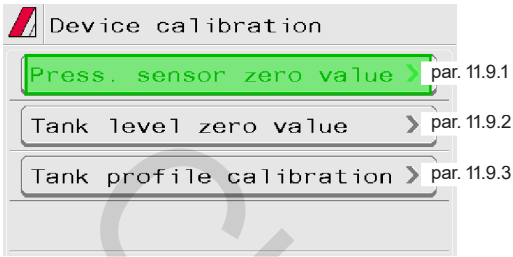 Device calibration
Press. sensor zero value > par. 11.9.1
Tank level zero value > par. 11.9.2
Tank profile calibration > par. 11.9.3